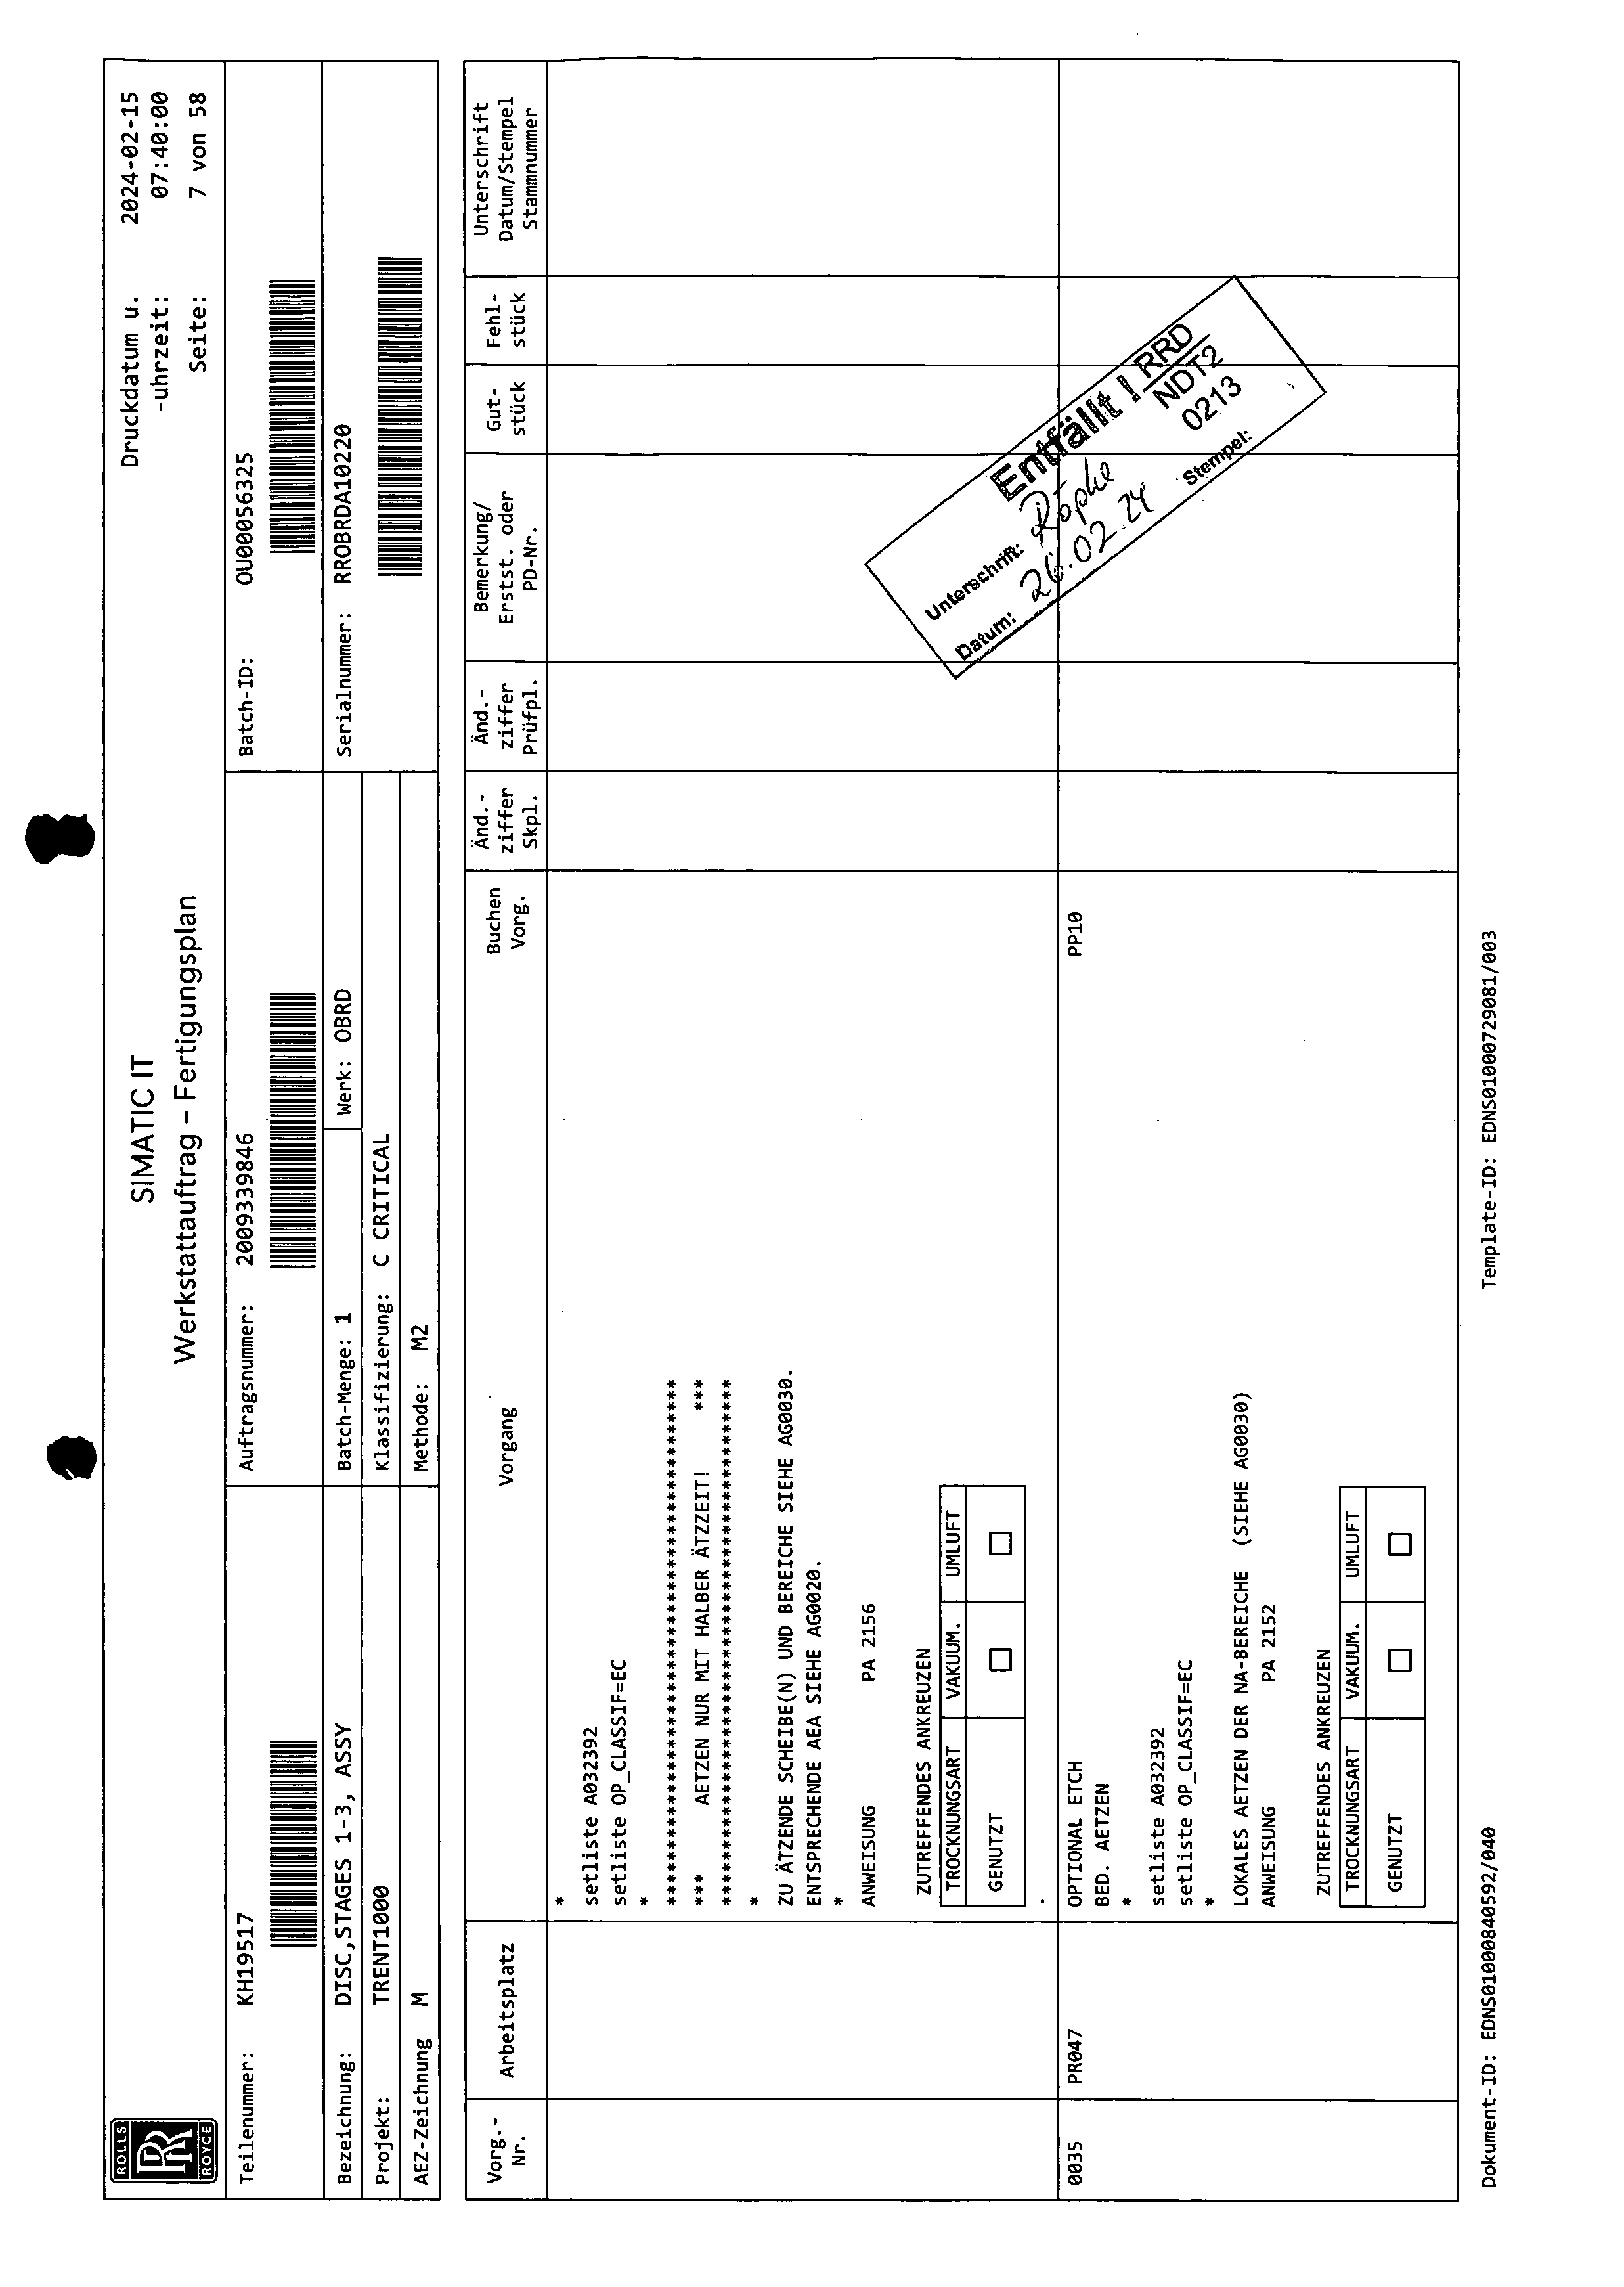 ROLLS
RR
ROYCE
SIMATIC IT
Werkstattauftrag – Fertigungsplan
Druckdatum u. 2024-02-15
-uhrzeit: 07:40:00
Seite: 7 von 58
Teilenummer: KH19517
Auftragsnummer: 2009339846
Batch-ID: OU00056325
Bezeichnung: DISC,STAGES 1-3, ASSY
Batch-Menge: 1
Werk: OBRD
Serialnummer: RROBRDA10220
Projekt: TRENT1000
Klassifizierung: C CRITICAL
AEZ-Zeichnung M
Methode: M2
Vorg.-
Nr.
Arbeitsplatz
Vorgang
Buchen
Vorg.
Änd.-
ziffer
Skpl.
Änd.-
ziffer
Prüfpl.
Bemerkung/
Erstst. oder
PD-Nr.
Gut-
stück
Fehl-
stück
Unterschrift
Datum/Stempel
Stammnummer
*
setliste A032392
setliste OP_CLASSIF=EC
*
******************************************
*** AETZEN NUR MIT HALBER ÄTZZEIT! ***
******************************************
*
ZU ÄTZENDE SCHEIBE(N) UND BEREICHE SIEHE AG0030.
ENTSPRECHENDE AEA SIEHE AG0020.
*
ANWEISUNG PA 2156
ZUTREFFENDES ANKREUZEN
TROCKNUNGSART VAKUUM. UMLUFT
GENUTZT ☐ ☐
.
0035 PR047 OPTIONAL ETCH PP10
BED. AETZEN
*
setliste A032392
setliste OP_CLASSIF=EC
*
LOKALES AETZEN DER NA-BEREICHE (SIEHE AG0030)
ANWEISUNG PA 2152
ZUTREFFENDES ANKREUZEN
TROCKNUNGSART VAKUUM. UMLUFT
GENUTZT ☐ ☐
Entfällt !
RRD
NDT2
0213
Unterschrift: Röpke
Datum: 26.02.24
Stempel:
Dokument-ID: EDNS01000840592/040
Template-ID: EDNS01000729081/003